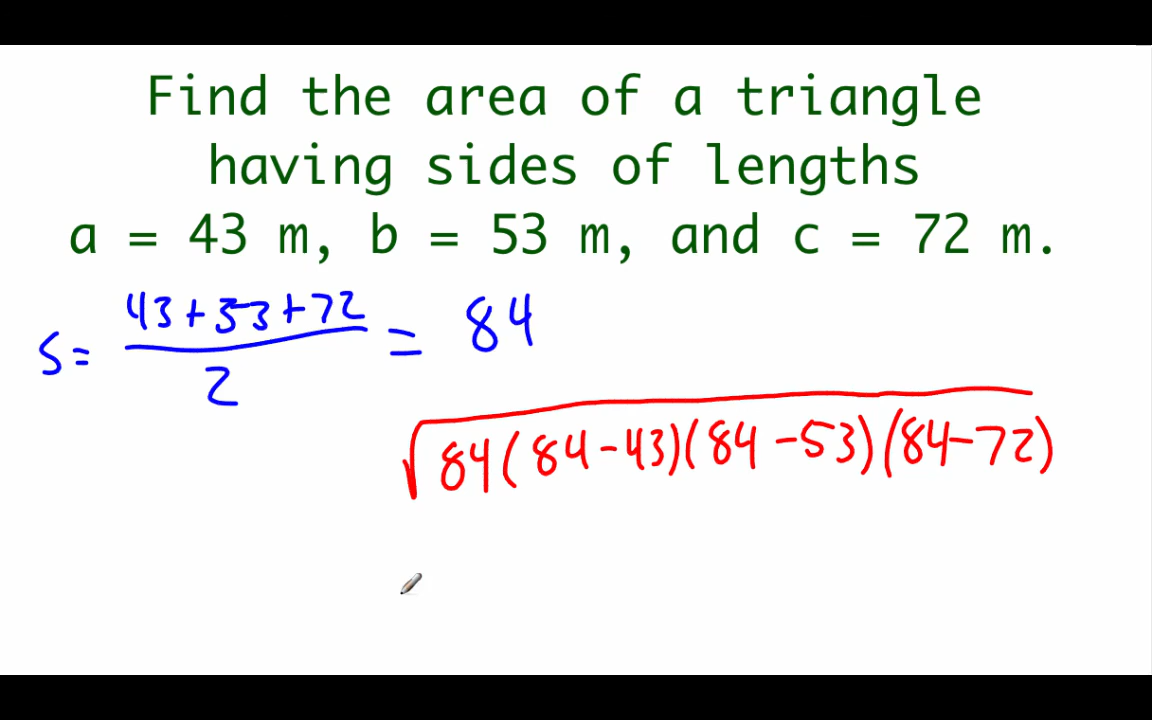 Find the area of a triangle
having sides of lengths
a = 43 m, b = 53 m, and c = 72 m.
s = (43+53+72)/2 = 84
√(84(84-43)(84-53)(84-72))